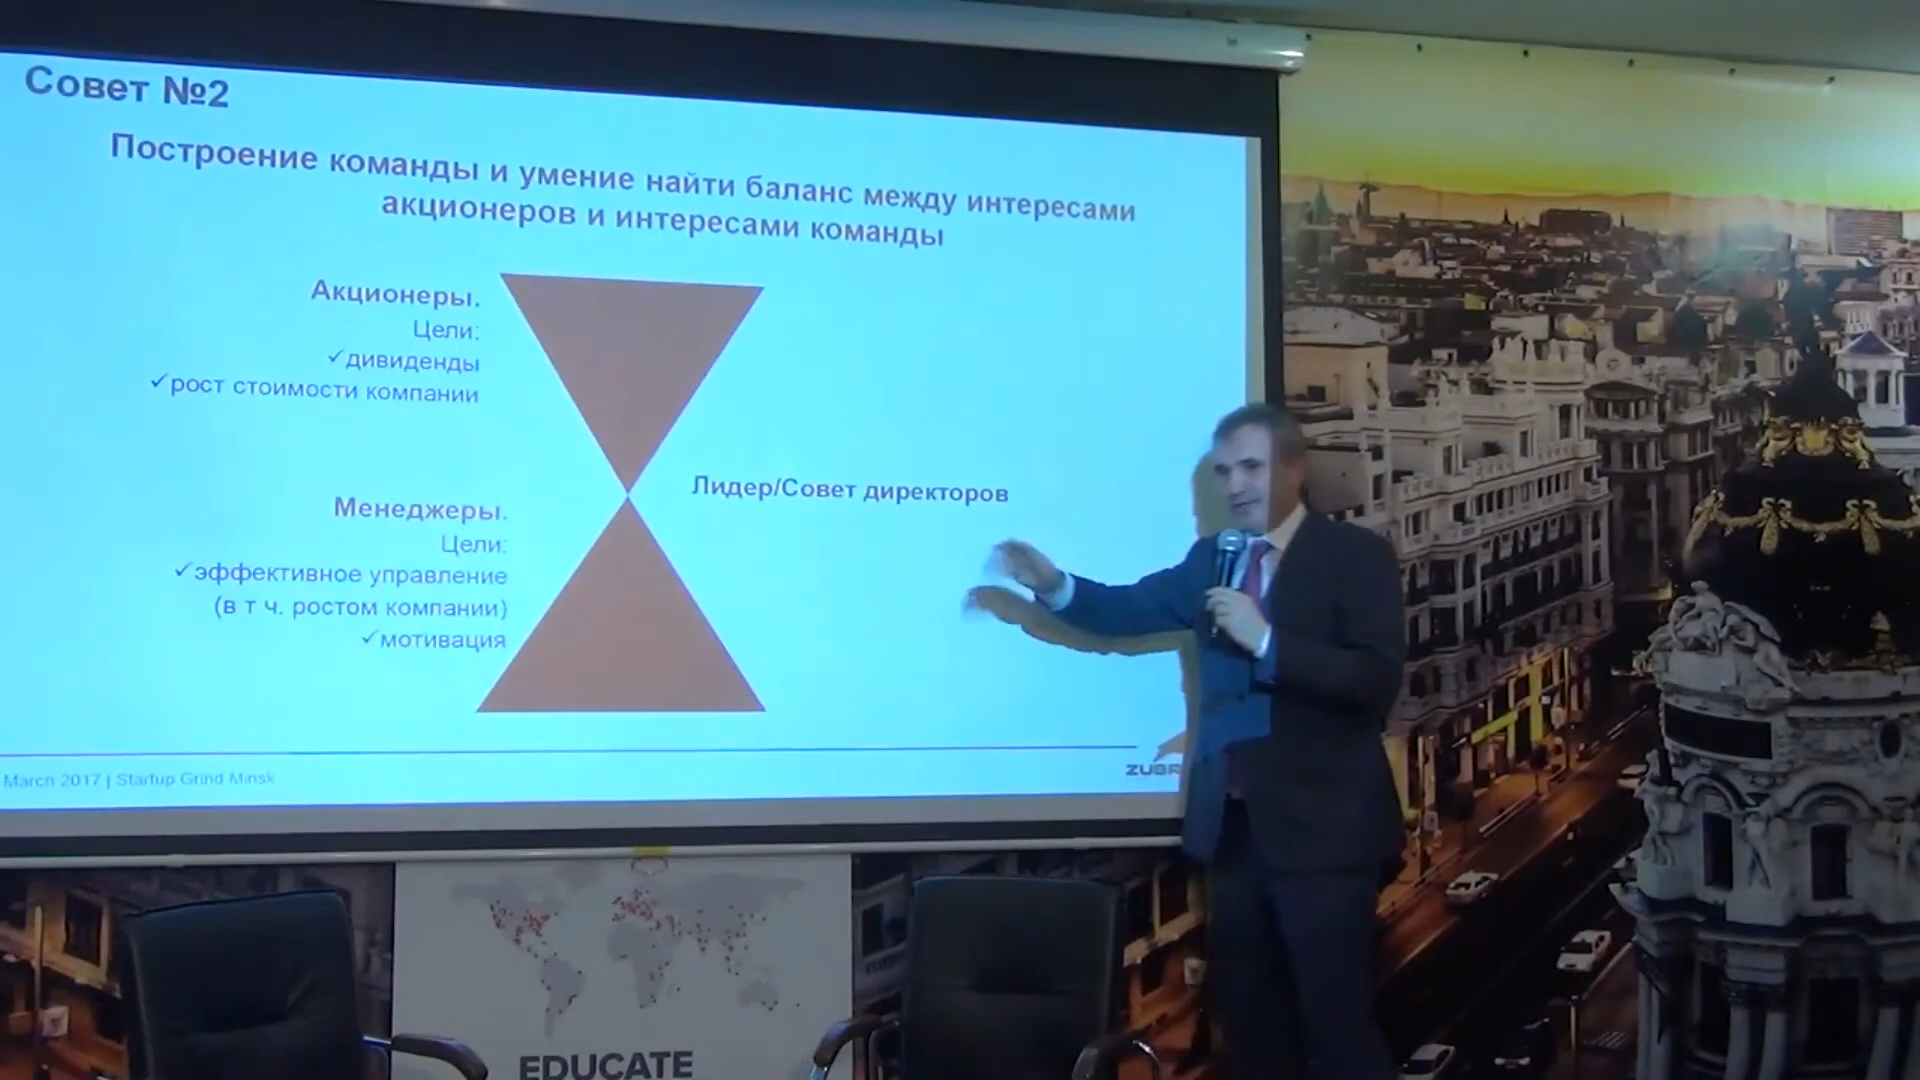 Совет №2
Построение команды и умение найти баланс между интересами
акционеров и интересами команды
Акционеры.
Цели:
✓дивиденды
✓рост стоимости компании
Лидер/Совет директоров
Менеджеры.
Цели:
✓эффективное управление
(в т ч. ростом компании)
✓мотивация
March 2017 | Startup Grind Minsk
EDUCATE